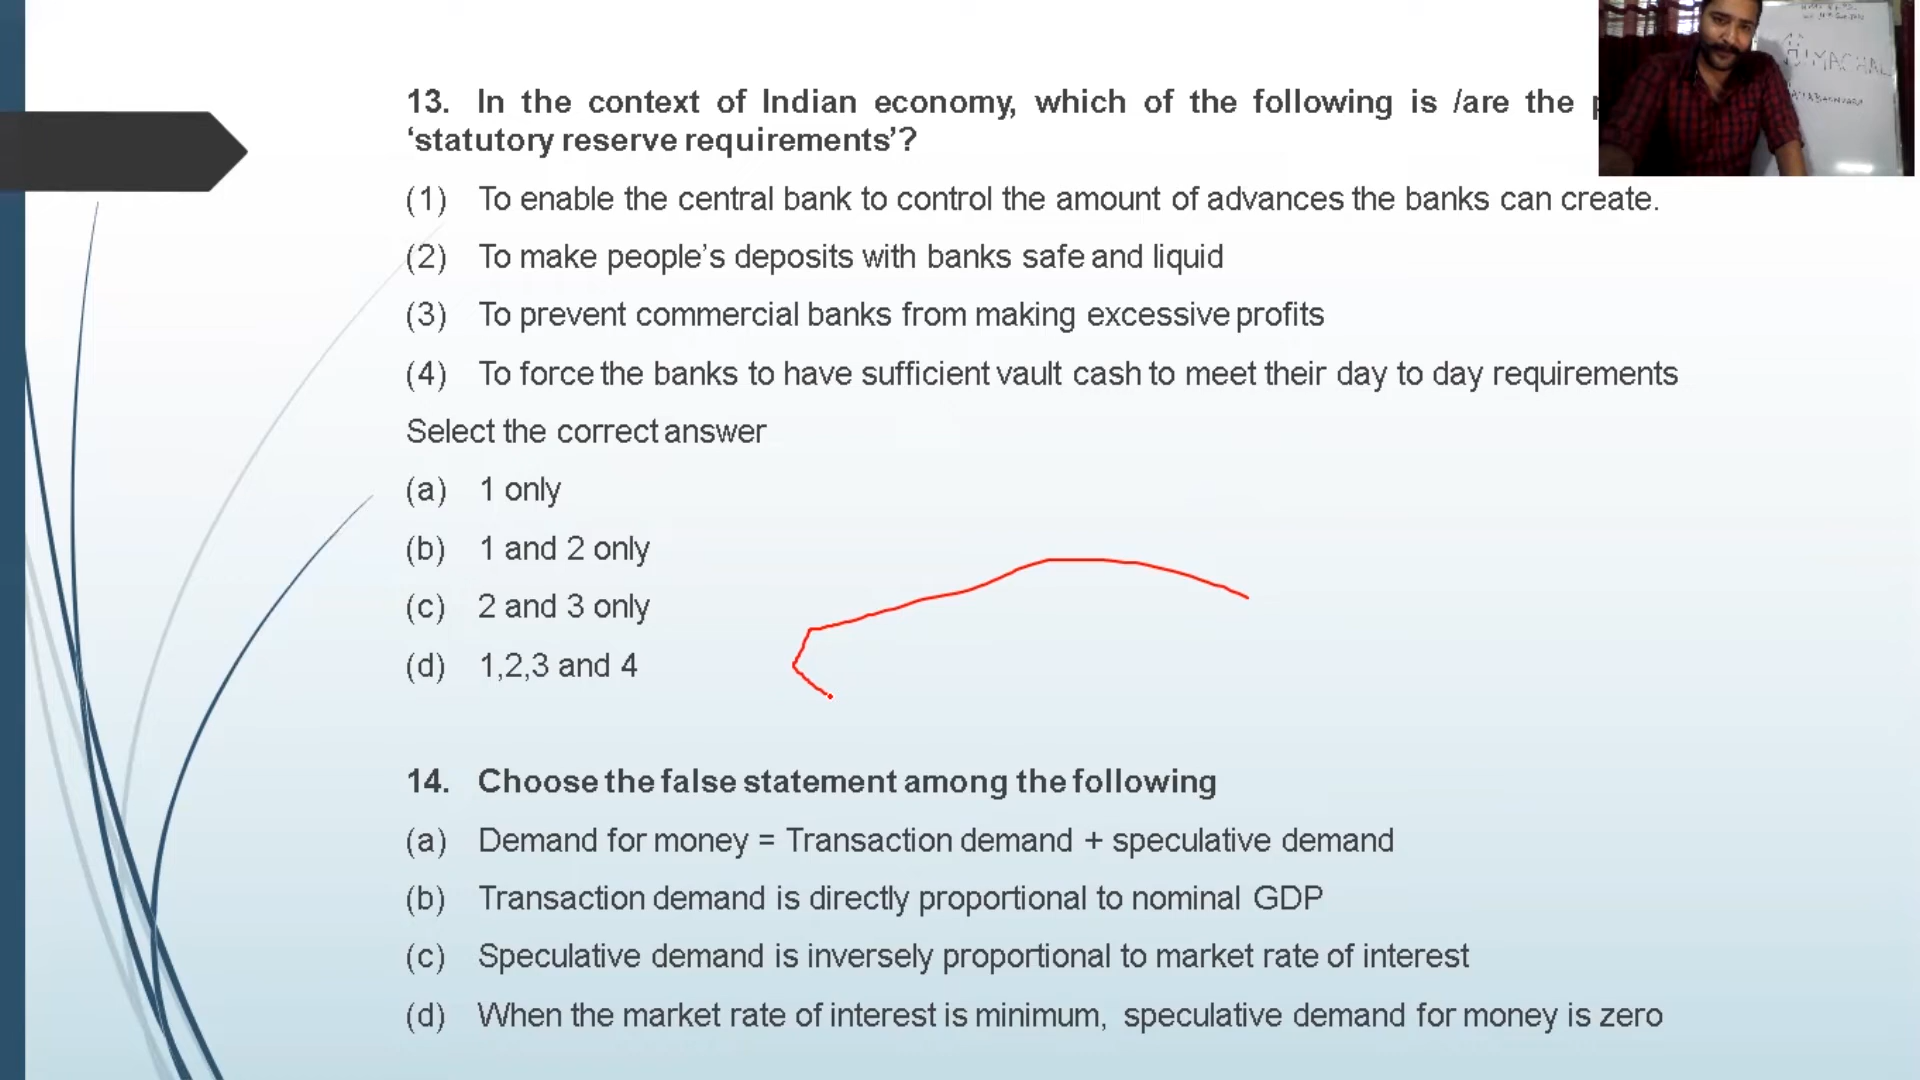 13. In the context of Indian economy, which of the following is /are the
‘statutory reserve requirements’?
(1) To enable the central bank to control the amount of advances the banks can create.
(2) To make people’s deposits with banks safe and liquid
(3) To prevent commercial banks from making excessive profits
(4) To force the banks to have sufficient vault cash to meet their day to day requirements
Select the correct answer
(a) 1 only
(b) 1 and 2 only
(c) 2 and 3 only
(d) 1,2,3 and 4
14. Choose the false statement among the following
(a) Demand for money = Transaction demand + speculative demand
(b) Transaction demand is directly proportional to nominal GDP
(c) Speculative demand is inversely proportional to market rate of interest
(d) When the market rate of interest is minimum, speculative demand for money is zero
HIMACHAL